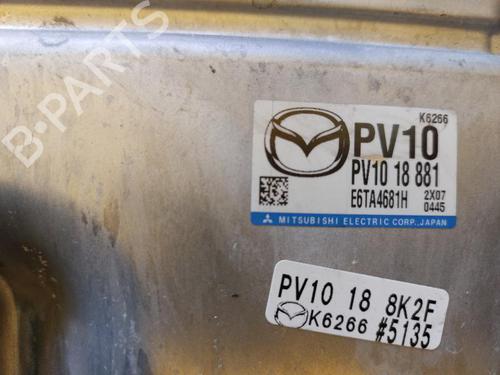 B-PARTS
K6266
PV10
PV10 18 881
E6TA4681H 2X07
0445
MITSUBISHI ELECTRIC CORP., JAPAN
PV10 18 8K2F
K6266 #5135